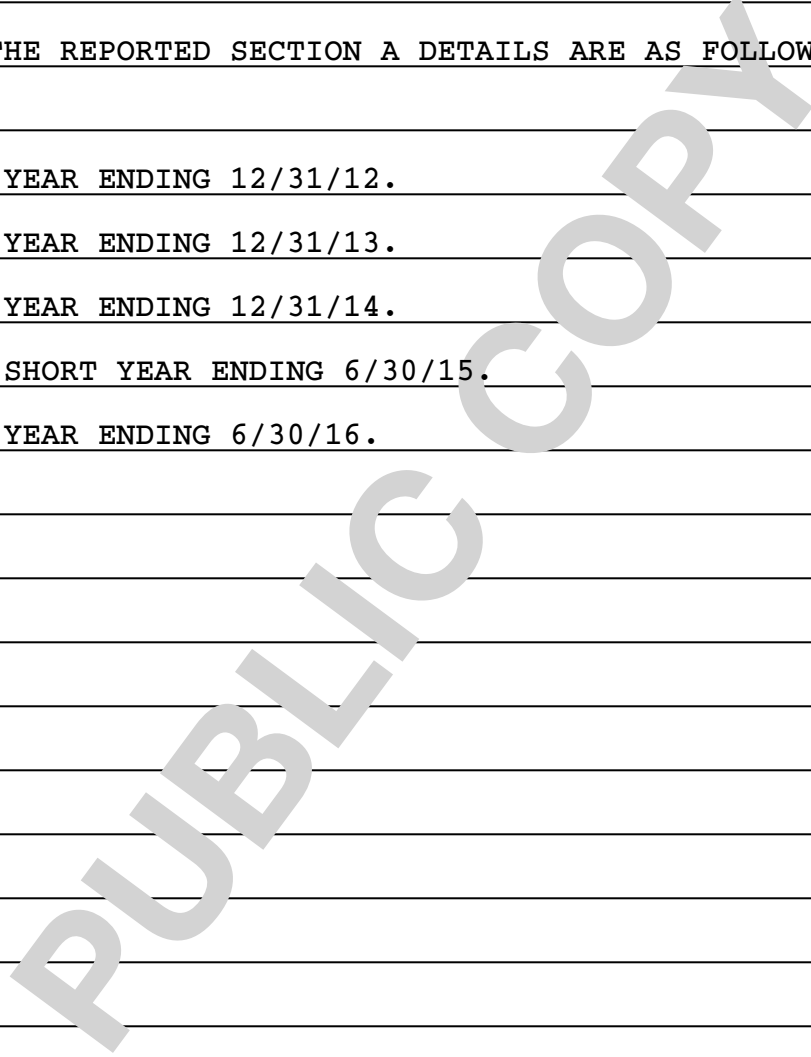 THE REPORTED SECTION A DETAILS ARE AS FOLLOW
YEAR ENDING 12/31/12.
YEAR ENDING 12/31/13.
YEAR ENDING 12/31/14.
SHORT YEAR ENDING 6/30/15.
YEAR ENDING 6/30/16.
PUBLIC COPY